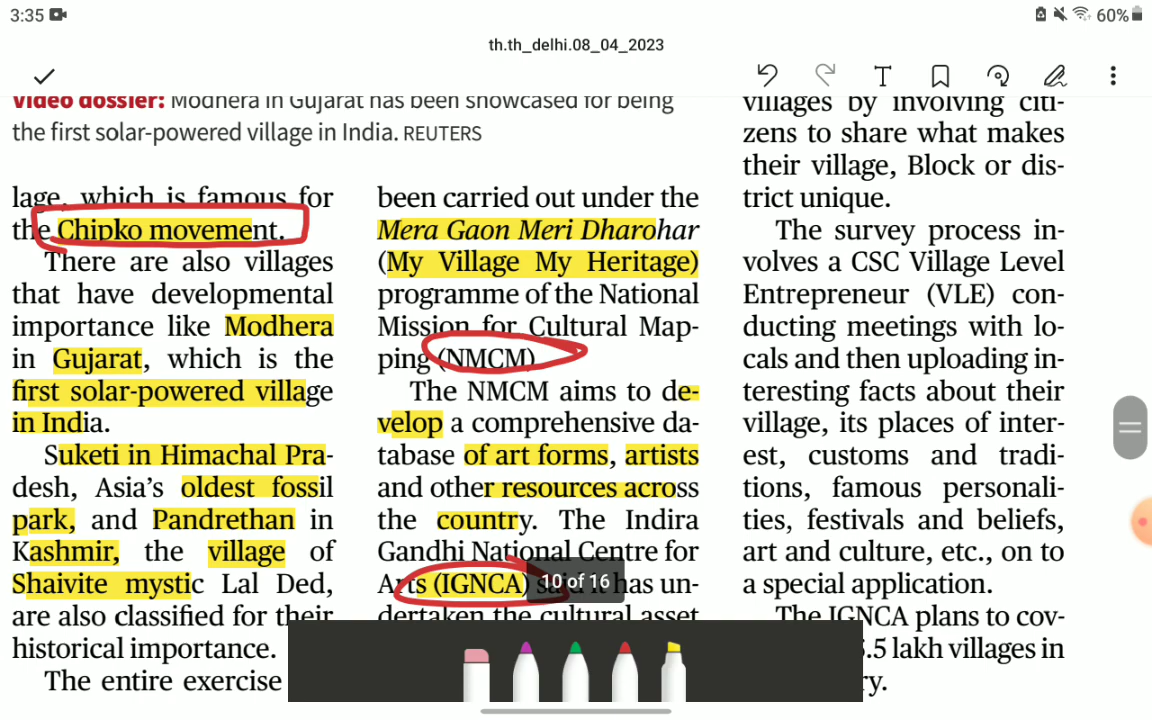 3:35
60%
th.th_delhi.08_04_2023
Video dossier: Modhera in Gujarat has been showcased for being
the first solar-powered village in India. REUTERS
lage, which is famous for
the Chipko movement.
There are also villages
that have developmental
importance like Modhera
in Gujarat, which is the
first solar-powered village
in India.
Suketi in Himachal Pra-
desh, Asia's oldest fossil
park, and Pandrethan in
Kashmir, the village of
Shaivite mystic Lal Ded,
are also classified for their
historical importance.
The entire exercise
been carried out under the
Mera Gaon Meri Dharohar
(My Village My Heritage)
programme of the National
Mission for Cultural Map-
ping (NMCM).
The NMCM aims to de-
velop a comprehensive da-
tabase of art forms, artists
and other resources across
the country. The Indira
Gandhi National Centre for
Arts (IGNCA) said it has un-
dertaken the cultural asset
10 of 16
villages by involving citi-
zens to share what makes
their village, Block or dis-
trict unique.
The survey process in-
volves a CSC Village Level
Entrepreneur (VLE) con-
ducting meetings with lo-
cals and then uploading in-
teresting facts about their
village, its places of inter-
est, customs and tradi-
tions, famous personali-
ties, festivals and beliefs,
art and culture, etc., on to
a special application.
The IGNCA plans to cov-
.5 lakh villages in
ry.